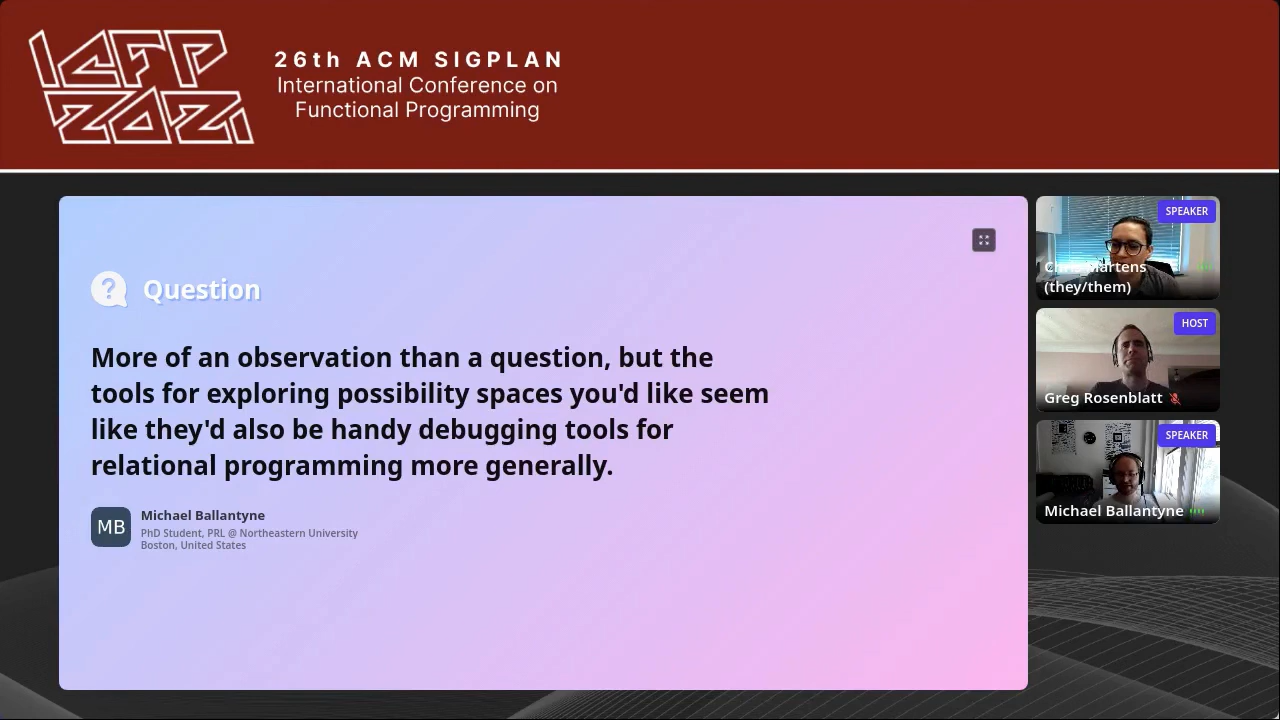 ICFP
2021
26th ACM SIGPLAN
International Conference on
Functional Programming
Question
More of an observation than a question, but the
tools for exploring possibility spaces you'd like seem
like they'd also be handy debugging tools for
relational programming more generally.
MB
Michael Ballantyne
PhD Student, PRL @ Northeastern University
Boston, United States
SPEAKER
Chris Martens
(they/them)
HOST
Greg Rosenblatt
SPEAKER
Michael Ballantyne